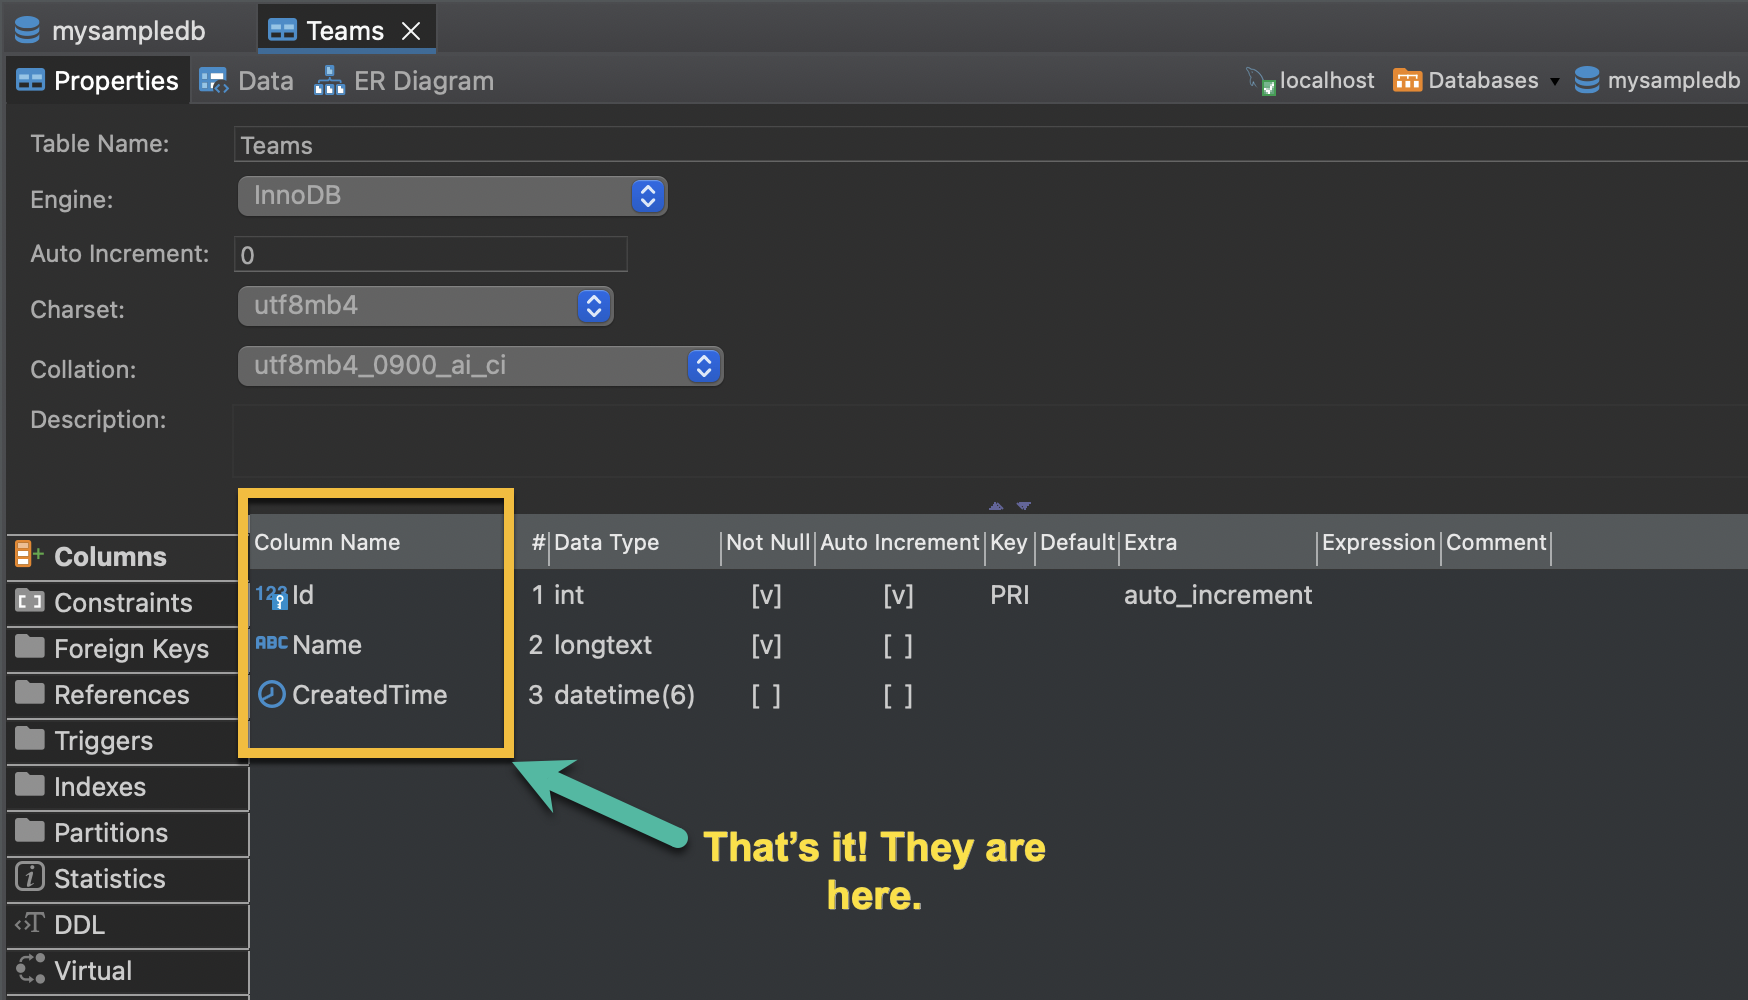 mysampledb Teams
Properties Data ER Diagram localhost Databases mysampledb
Table Name: Teams
Engine: InnoDB
Auto Increment: 0
Charset: utf8mb4
Collation: utf8mb4_0900_ai_ci
Description:
Columns
Constraints
Foreign Keys
References
Triggers
Indexes
Partitions
Statistics
DDL
Virtual
Column Name # Data Type Not Null Auto Increment Key Default Extra Expression Comment
123 Id 1 int [v] [v] PRI auto_increment
ABC Name 2 longtext [v] [ ]
CreatedTime 3 datetime(6) [ ] [ ]
That’s it! They are
here.